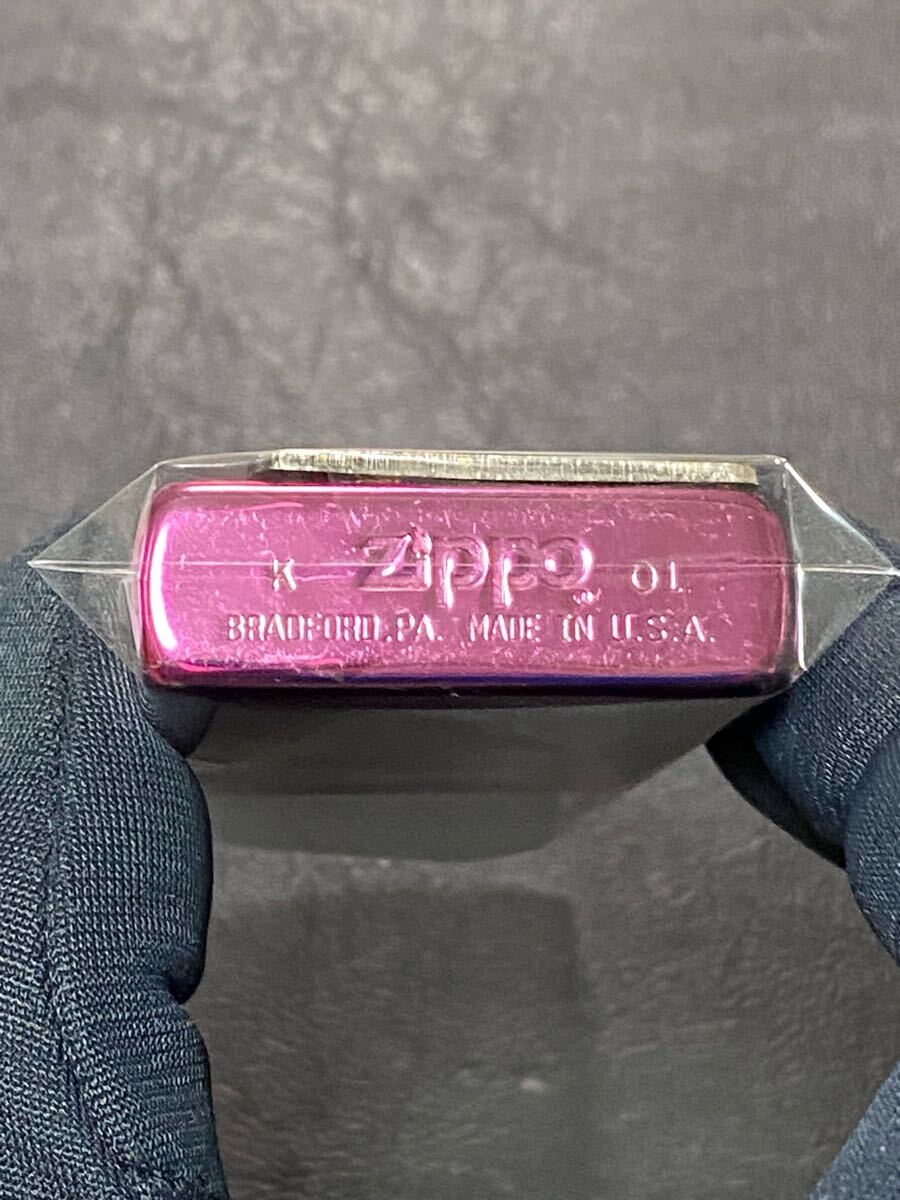 K Zippo 01
BRADFORD, PA. MADE IN U.S.A.